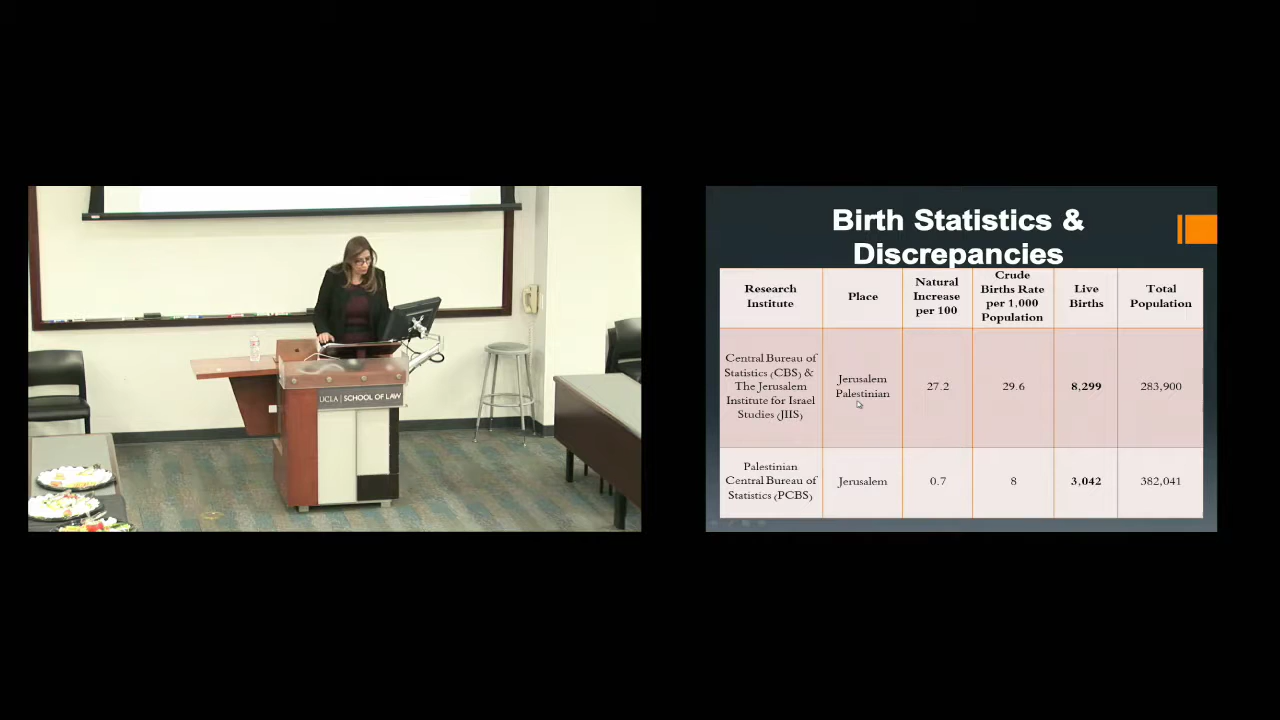 UCLA | SCHOOL OF LAW
Birth Statistics &
Discrepancies
Research
Institute
Place
Natural
Increase
per 100
Crude
Births Rate
per 1,000
Population
Live
Births
Total
Population
Central Bureau of
Statistics (CBS) &
The Jerusalem
Institute for Israel
Studies (JIIS)
Jerusalem
Palestinian
27.2
29.6
8,299
283,900
Palestinian
Central Bureau of
Statistics (PCBS)
Jerusalem
0.7
8
3,042
382,041